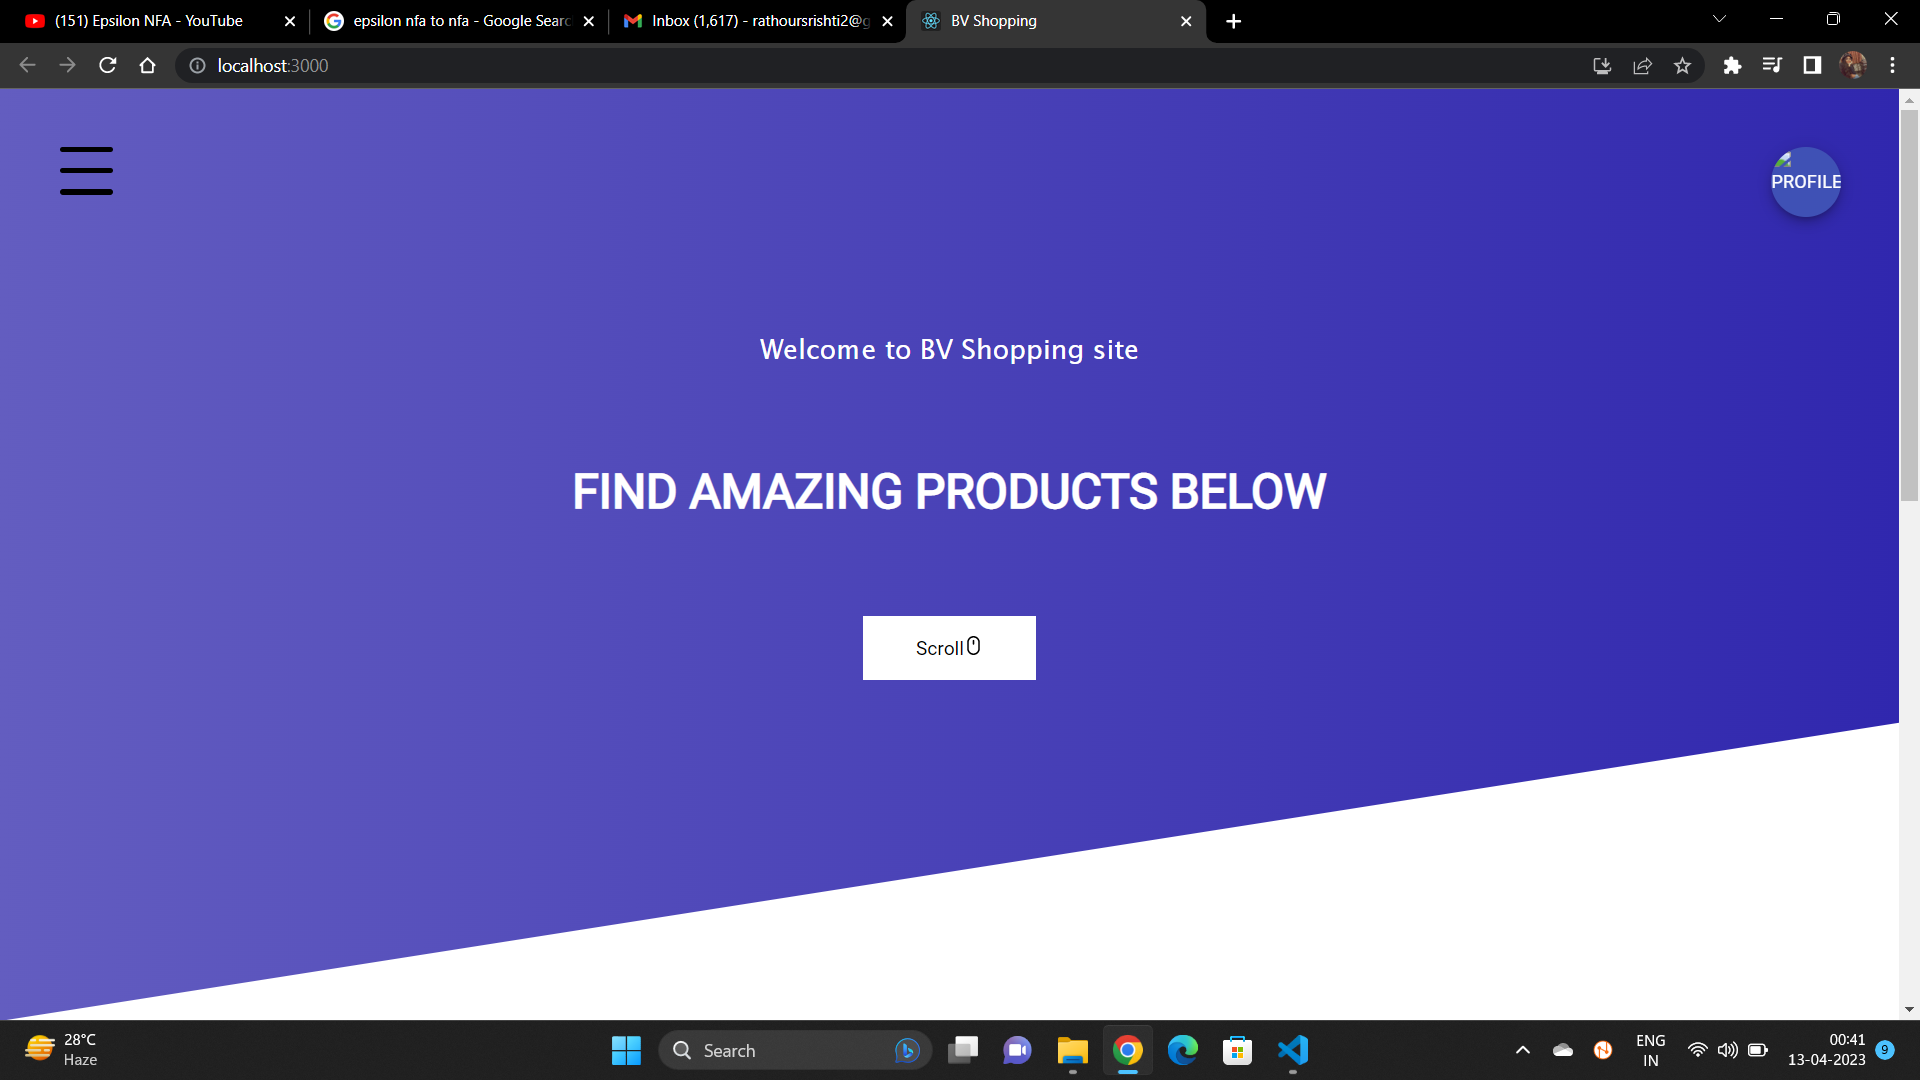 (151) Epsilon NFA - YouTube
epsilon nfa to nfa - Google Searc
Inbox (1,617) - rathoursrishti2@g
BV Shopping
localhost:3000
PROFILE
Welcome to BV Shopping site
FIND AMAZING PRODUCTS BELOW
Scroll
28°C
Haze
Search
ENG
IN
00:41
13-04-2023
9